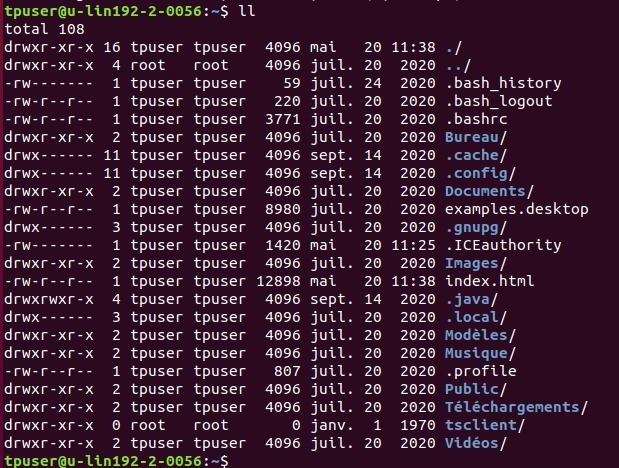 tpuser@u-lin192-2-0056:~$ ll
total 108
drwxr-xr-x 16 tpuser tpuser  4096 mai   20 11:38 ./
drwxr-xr-x  4 root   root    4096 juil. 20  2020 ../
-rw-------  1 tpuser tpuser    59 juil. 24  2020 .bash_history
-rw-r--r--  1 tpuser tpuser   220 juil. 20  2020 .bash_logout
-rw-r--r--  1 tpuser tpuser  3771 juil. 20  2020 .bashrc
drwxr-xr-x  2 tpuser tpuser  4096 juil. 20  2020 Bureau/
drwx------ 11 tpuser tpuser  4096 sept. 14  2020 .cache/
drwx------ 11 tpuser tpuser  4096 sept. 14  2020 .config/
drwxr-xr-x  2 tpuser tpuser  4096 juil. 20  2020 Documents/
-rw-r--r--  1 tpuser tpuser  8980 juil. 20  2020 examples.desktop
drwx------  3 tpuser tpuser  4096 juil. 20  2020 .gnupg/
-rw-------  1 tpuser tpuser  1420 mai   20 11:25 .ICEauthority
drwxr-xr-x  2 tpuser tpuser  4096 juil. 20  2020 Images/
-rw-r--r--  1 tpuser tpuser 12898 mai   20 11:38 index.html
drwxrwxr-x  4 tpuser tpuser  4096 sept. 14  2020 .java/
drwx------  3 tpuser tpuser  4096 juil. 20  2020 .local/
drwxr-xr-x  2 tpuser tpuser  4096 juil. 20  2020 Modèles/
drwxr-xr-x  2 tpuser tpuser  4096 juil. 20  2020 Musique/
-rw-r--r--  1 tpuser tpuser   807 juil. 20  2020 .profile
drwxr-xr-x  2 tpuser tpuser  4096 juil. 20  2020 Public/
drwxr-xr-x  2 tpuser tpuser  4096 juil. 20  2020 Téléchargements/
drwxr-xr-x  0 root   root       0 janv.  1  1970 tsclient/
drwxr-xr-x  2 tpuser tpuser  4096 juil. 20  2020 Vidéos/
tpuser@u-lin192-2-0056:~$